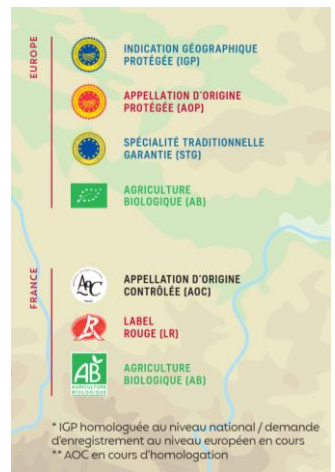 EUROPE
INDICATION GÉOGRAPHIQUE
PROTÉGÉE (IGP)
APPELLATION D'ORIGINE
PROTÉGÉE (AOP)
SPÉCIALITÉ TRADITIONNELLE
GARANTIE (STG)
AGRICULTURE
BIOLOGIQUE (AB)
FRANCE
AOC
APPELLATION D'ORIGINE
CONTRÔLÉE (AOC)
LABEL
ROUGE (LR)
AB
AGRICULTURE
BIOLOGIQUE
AGRICULTURE
BIOLOGIQUE (AB)
* IGP homologuée au niveau national / demande
d'enregistrement au niveau européen en cours
** AOC en cours d'homologation